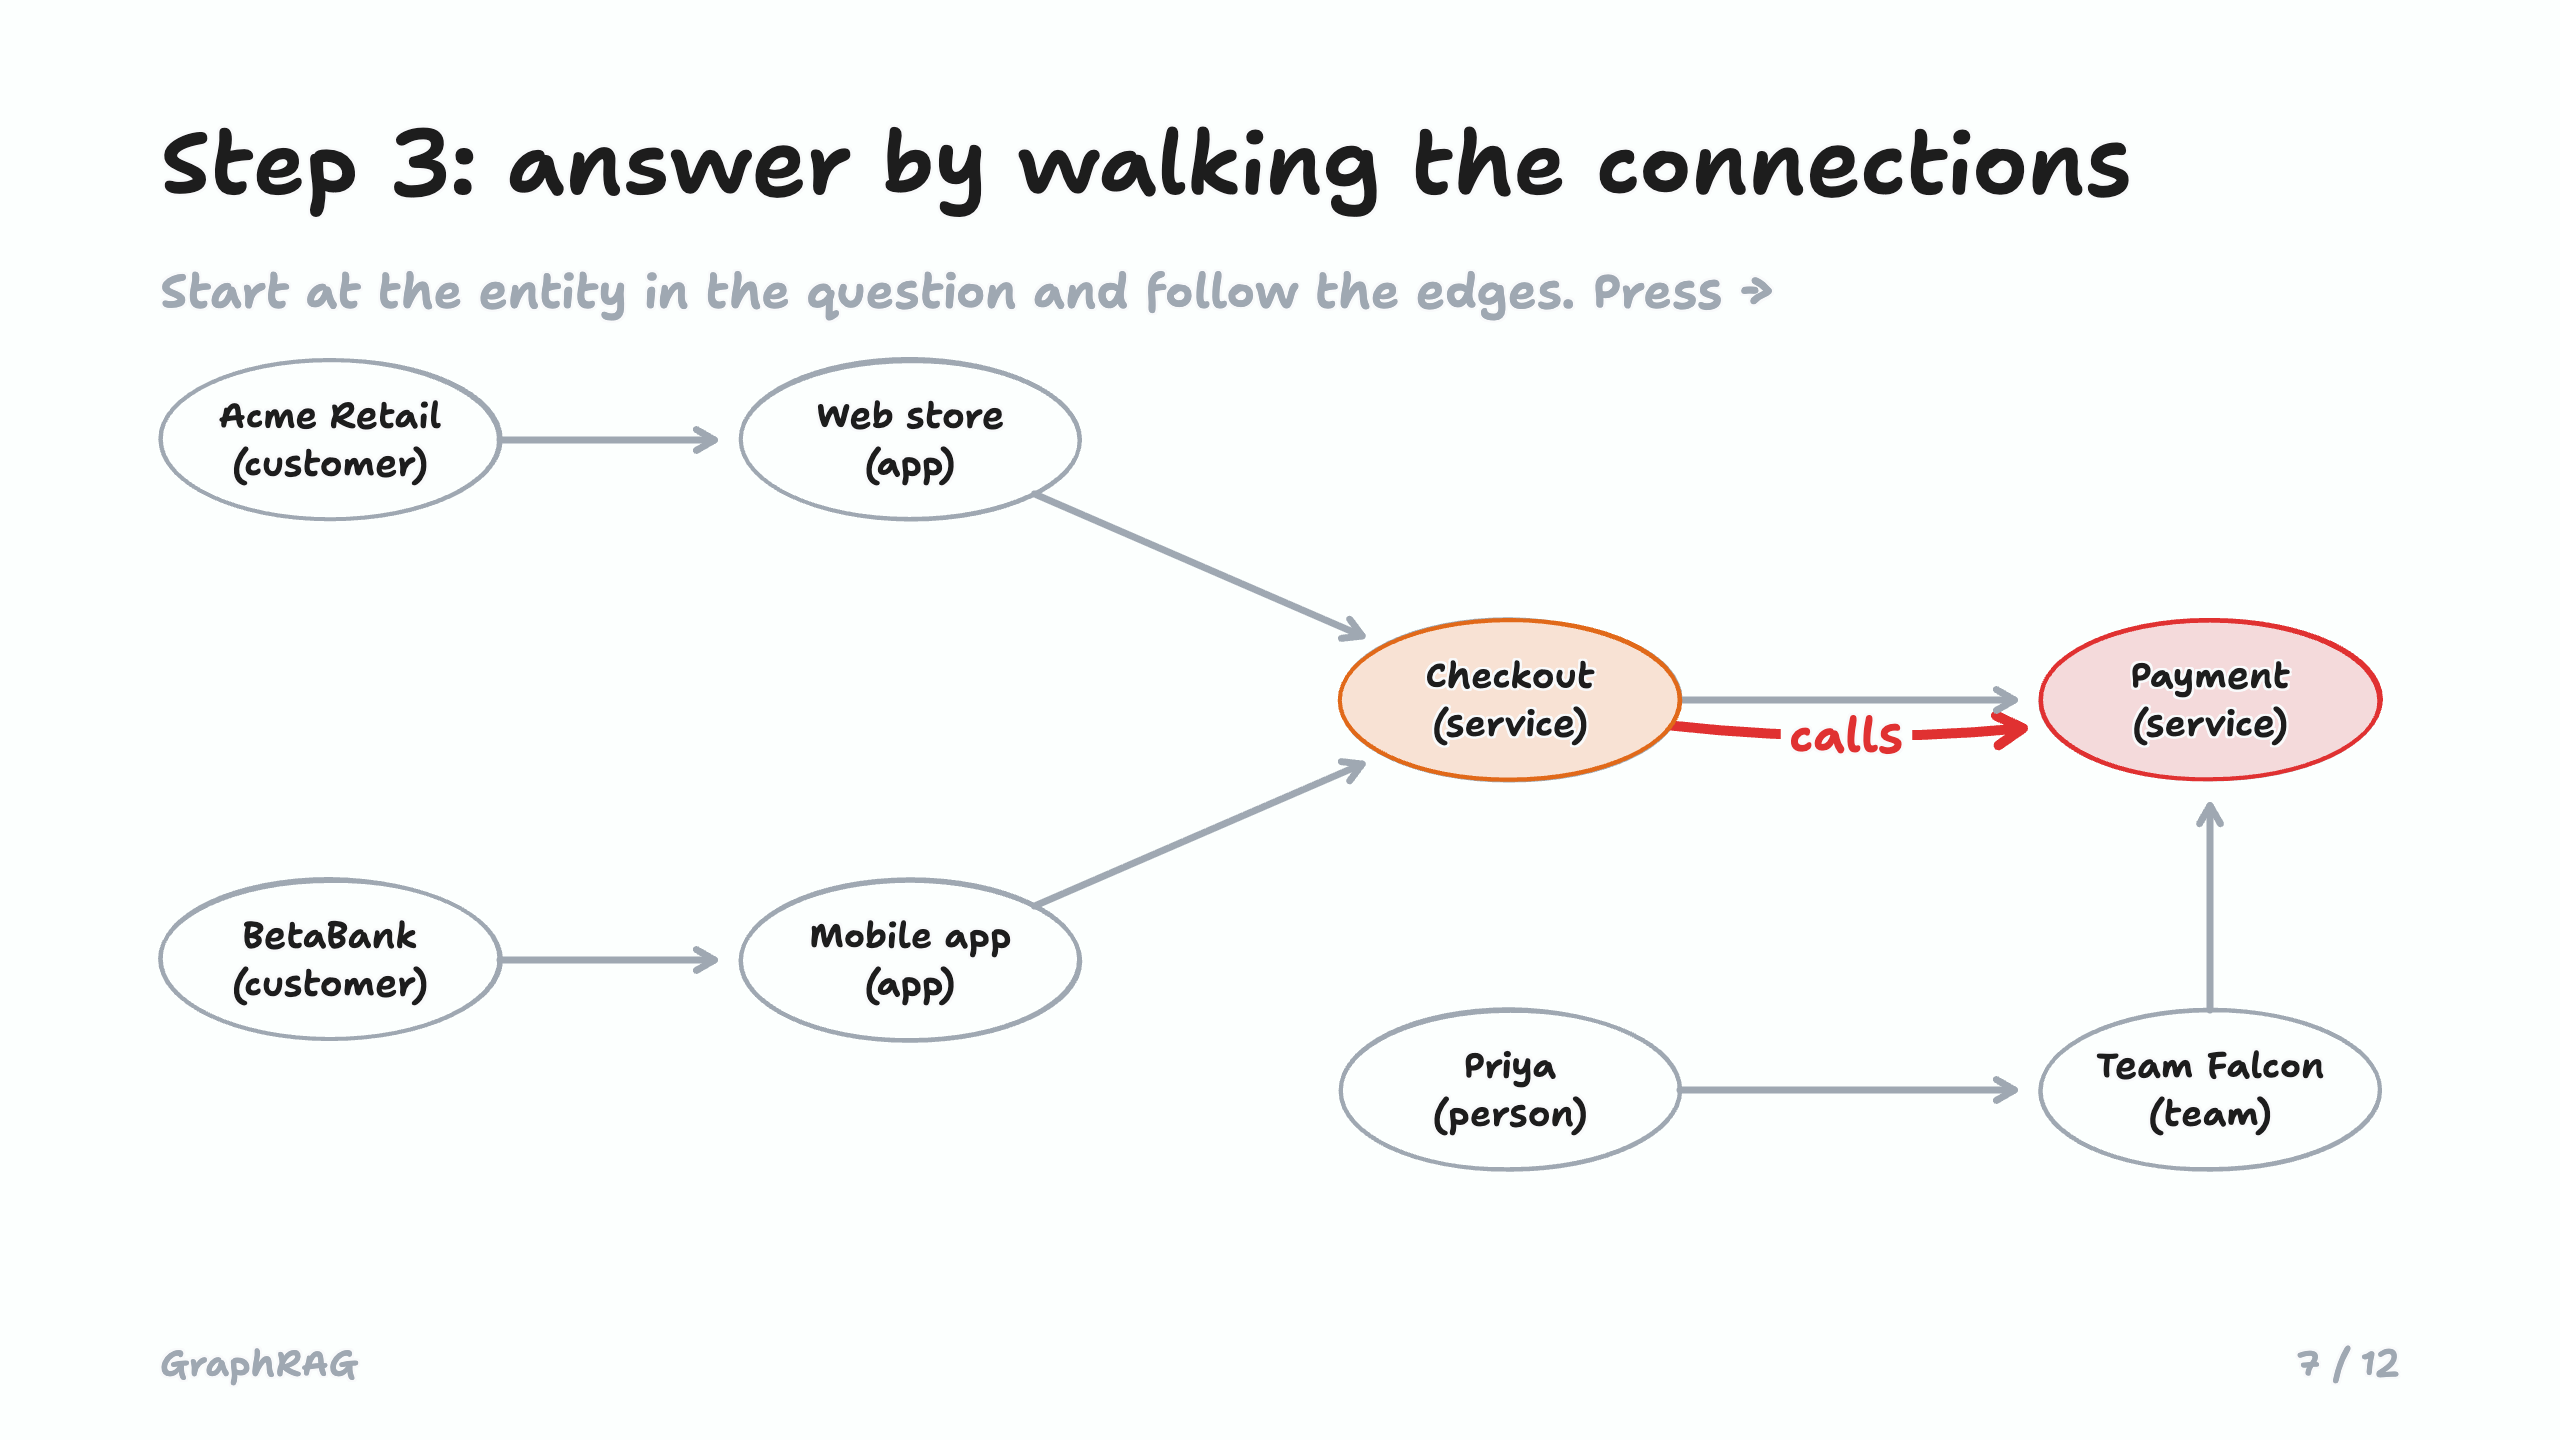 Step 3: answer by walking the connections
Start at the entity in the question and follow the edges. Press →
Acme Retail
(customer)
Web store
(app)
Checkout
(service)
calls
Payment
(service)
BetaBank
(customer)
Mobile app
(app)
Priya
(person)
Team Falcon
(team)
GraphRAG
7 / 12